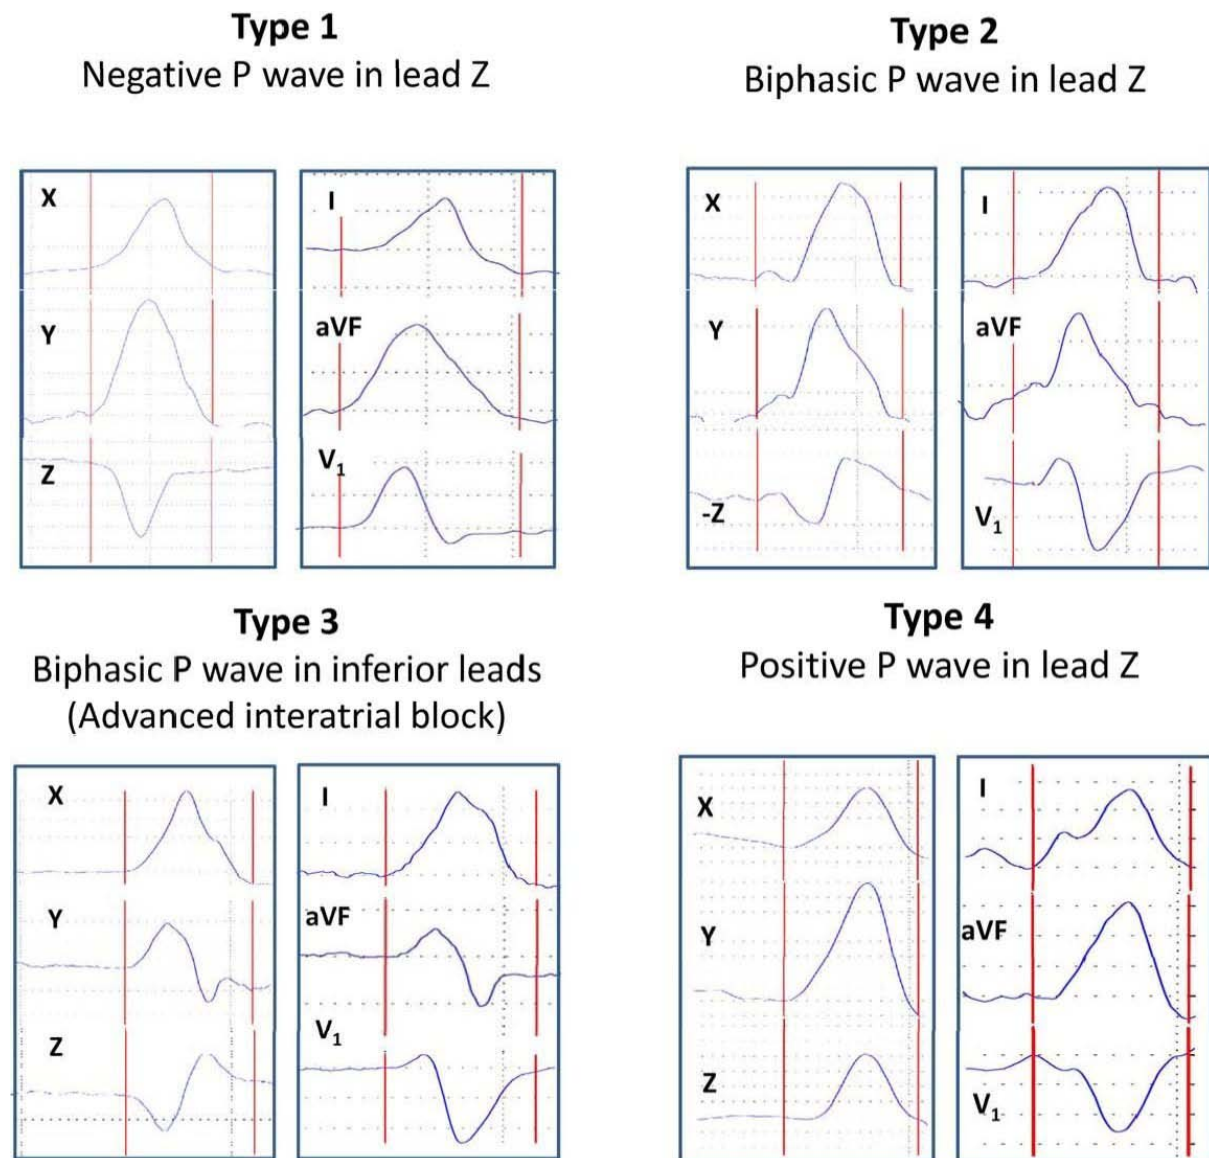 Type 1
Negative P wave in lead Z
X
Y
Z
I
aVF
V₁
Type 2
Biphasic P wave in lead Z
X
Y
-Z
I
aVF
V₁
Type 3
Biphasic P wave in inferior leads
(Advanced interatrial block)
X
Y
Z
I
aVF
V₁
Type 4
Positive P wave in lead Z
X
Y
Z
I
aVF
V₁